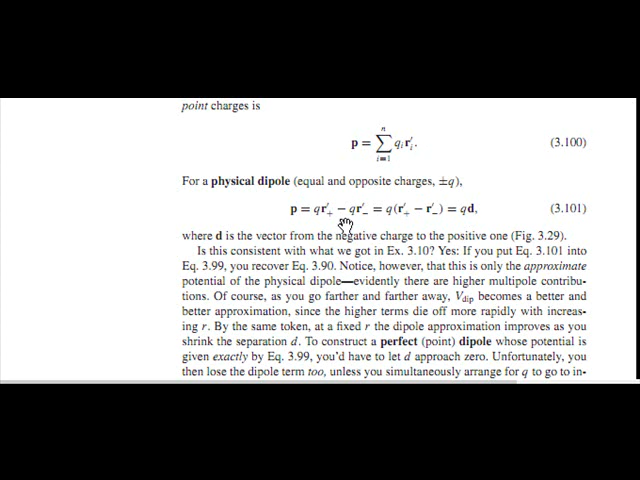 point charges is
p = ∑ⁿᵢ₌₁ qᵢr′ᵢ. (3.100)
For a physical dipole (equal and opposite charges, ±q),
p = qr′₊ − qr′₋ = q(r′₊ − r′₋) = qd, (3.101)
where d is the vector from the negative charge to the positive one (Fig. 3.29).
Is this consistent with what we got in Ex. 3.10? Yes: If you put Eq. 3.101 into
Eq. 3.99, you recover Eq. 3.90. Notice, however, that this is only the approximate
potential of the physical dipole—evidently there are higher multipole contribu-
tions. Of course, as you go farther and farther away, V_dip becomes a better and
better approximation, since the higher terms die off more rapidly with increas-
ing r. By the same token, at a fixed r the dipole approximation improves as you
shrink the separation d. To construct a perfect (point) dipole whose potential is
given exactly by Eq. 3.99, you'd have to let d approach zero. Unfortunately, you
then lose the dipole term too, unless you simultaneously arrange for q to go to in-